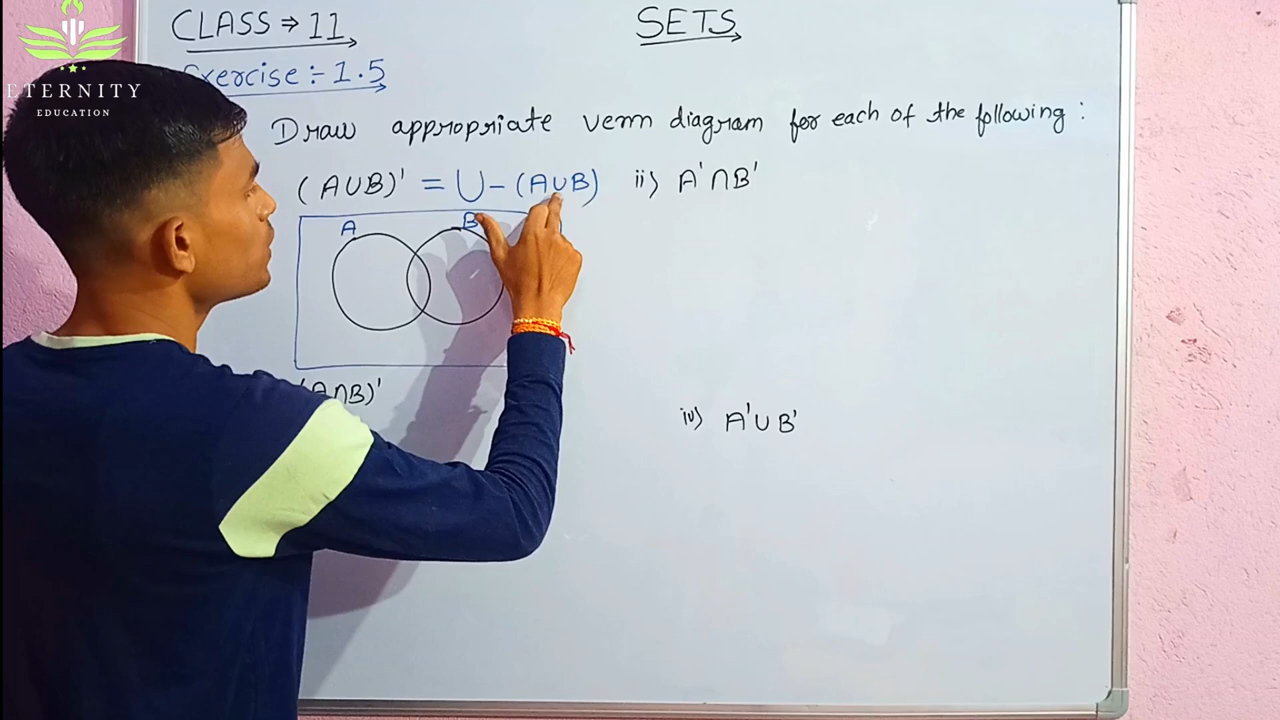 CLASS ⇒ 11
SETS
Exercise ÷ 1.5
ETERNITY
EDUCATION
Draw appropriate venn diagram for each of the following :
(A∪B)' = U - (A∪B) ii) A'∩B'
A B
(A∩B)'
iv) A'∪B'